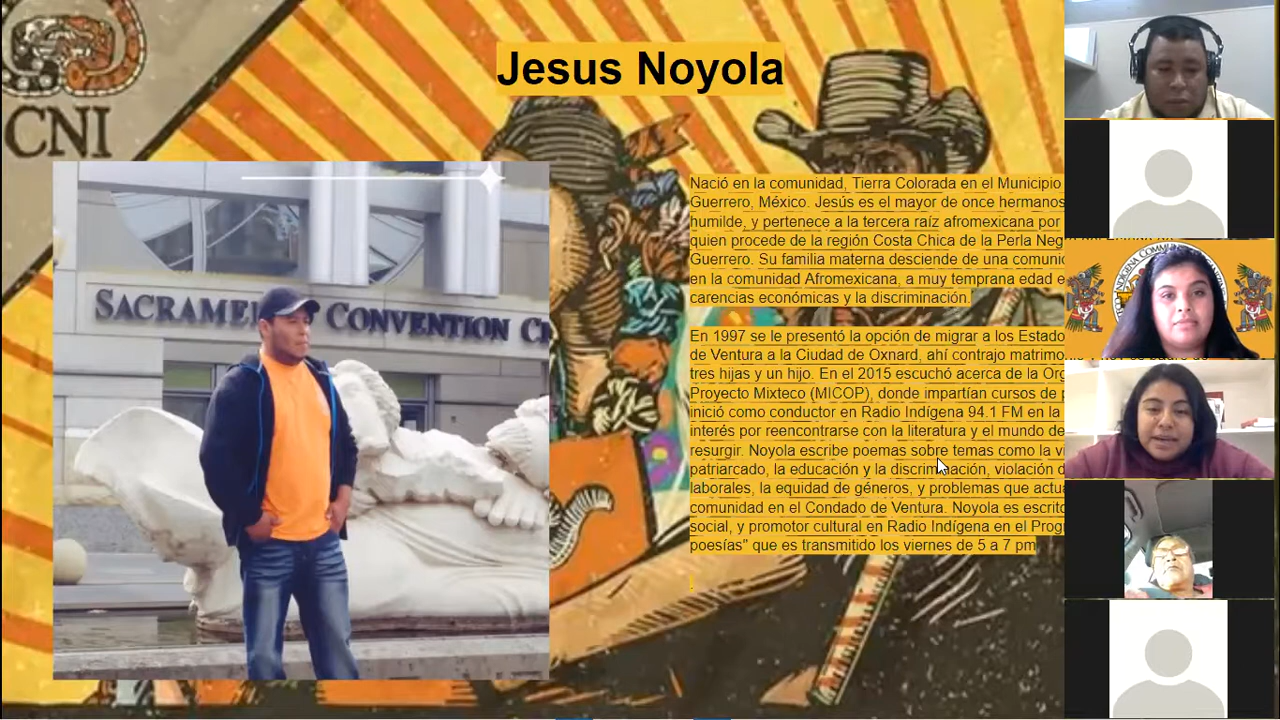 CNI
Jesus Noyola
SACRAMENTO CONVENTION
Nació en la comunidad, Tierra Colorada en el Municipio
Guerrero, México. Jesús es el mayor de once hermanos
humilde, y pertenece a la tercera raíz afromexicana por
quien procede de la región Costa Chica de la Perla Neg
Guerrero. Su familia materna desciende de una comunic
en la comunidad Afromexicana, a muy temprana edad e
carencias económicas y la discriminación.
En 1997 se le presentó la opción de migrar a los Estado
de Ventura a la Ciudad de Oxnard, ahí contrajo matrimo
tres hijas y un hijo. En el 2015 escuchó acerca de la Org
Proyecto Mixteco (MICOP), donde impartían cursos de p
inició como conductor en Radio Indígena 94.1 FM en la
interés por reencontrarse con la literatura y el mundo de
resurgir. Noyola escribe poemas sobre temas como la vi
patriarcado, la educación y la discriminación, violación d
laborales, la equidad de géneros, y problemas que actua
comunidad en el Condado de Ventura. Noyola es escrito
social, y promotor cultural en Radio Indígena en el Progr
poesías" que es transmitido los viernes de 5 a 7 pm